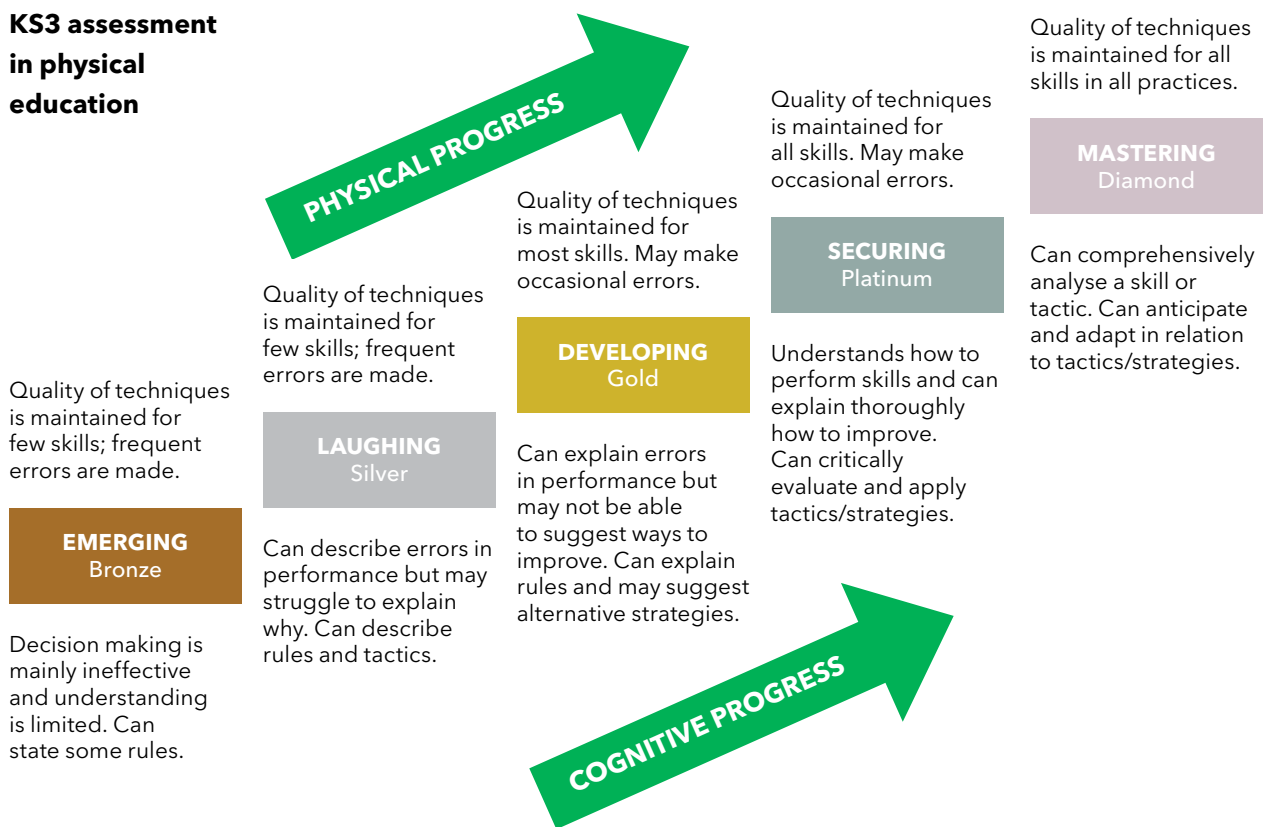 KS3 assessment
in physical
education
PHYSICAL PROGRESS
Quality of techniques
is maintained for
few skills; frequent
errors are made.
EMERGING
Bronze
Decision making is
mainly ineffective
and understanding
is limited. Can
state some rules.
Quality of techniques
is maintained for
few skills; frequent
errors are made.
LAUGHING
Silver
Can describe errors in
performance but may
struggle to explain
why. Can describe
rules and tactics.
Quality of techniques
is maintained for
most skills. May make
occasional errors.
DEVELOPING
Gold
Can explain errors
in performance but
may not be able
to suggest ways to
improve. Can explain
rules and may suggest
alternative strategies.
Quality of techniques
is maintained for
all skills. May make
occasional errors.
SECURING
Platinum
Understands how to
perform skills and can
explain thoroughly
how to improve.
Can critically
evaluate and apply
tactics/strategies.
Quality of techniques
is maintained for all
skills in all practices.
MASTERING
Diamond
Can comprehensively
analyse a skill or
tactic. Can anticipate
and adapt in relation
to tactics/strategies.
COGNITIVE PROGRESS